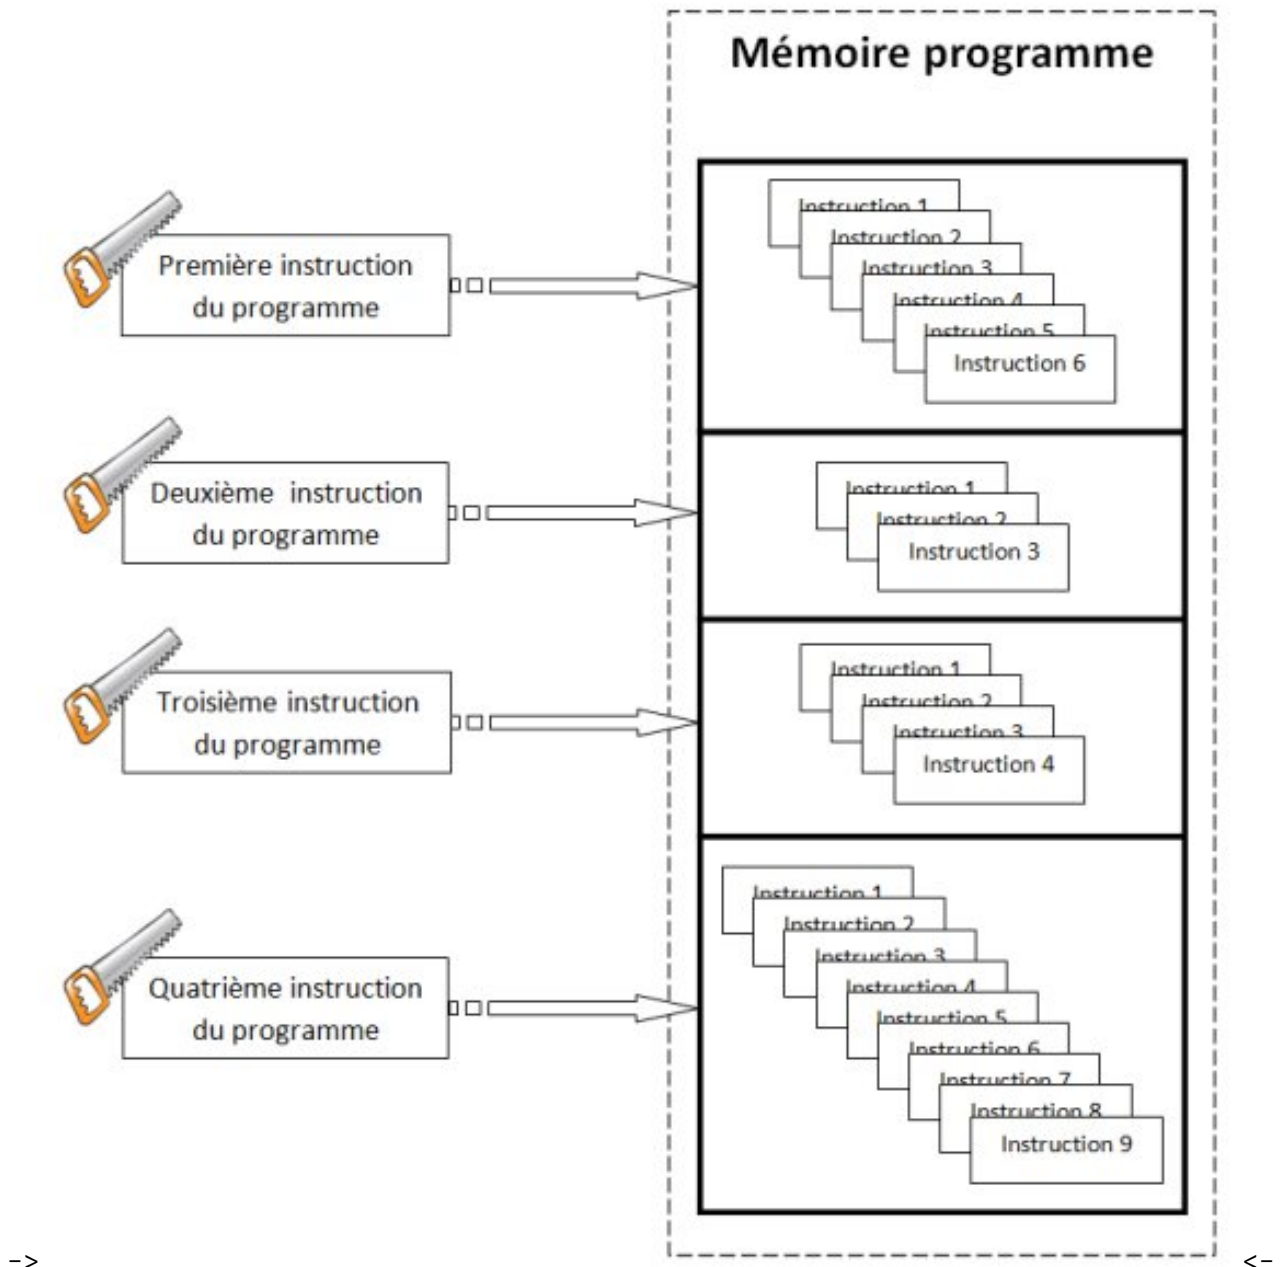 Mémoire programme
Première instruction
du programme
Instruction 1
Instruction 2
Instruction 3
Instruction 4
Instruction 5
Instruction 6
Deuxième instruction
du programme
Instruction 1
Instruction 2
Instruction 3
Troisième instruction
du programme
Instruction 1
Instruction 2
Instruction 3
Instruction 4
Quatrième instruction
du programme
Instruction 1
Instruction 2
Instruction 3
Instruction 4
Instruction 5
Instruction 6
Instruction 7
Instruction 8
Instruction 9
-> <-